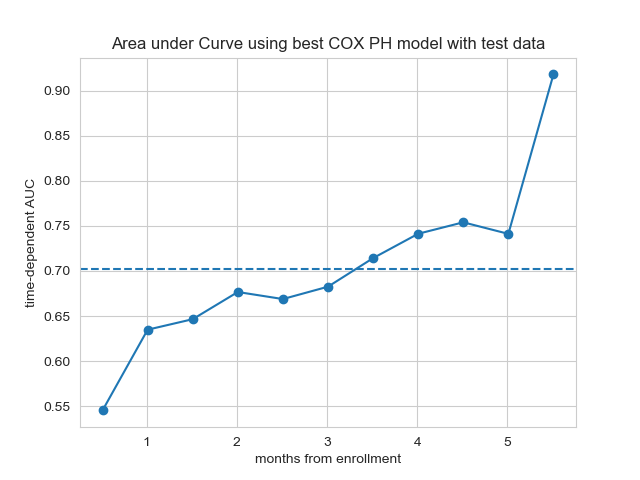 Area under Curve using best COX PH model with test data
time-dependent AUC
0.90
0.85
0.80
0.75
0.70
0.65
0.60
0.55
1 2 3 4 5
months from enrollment